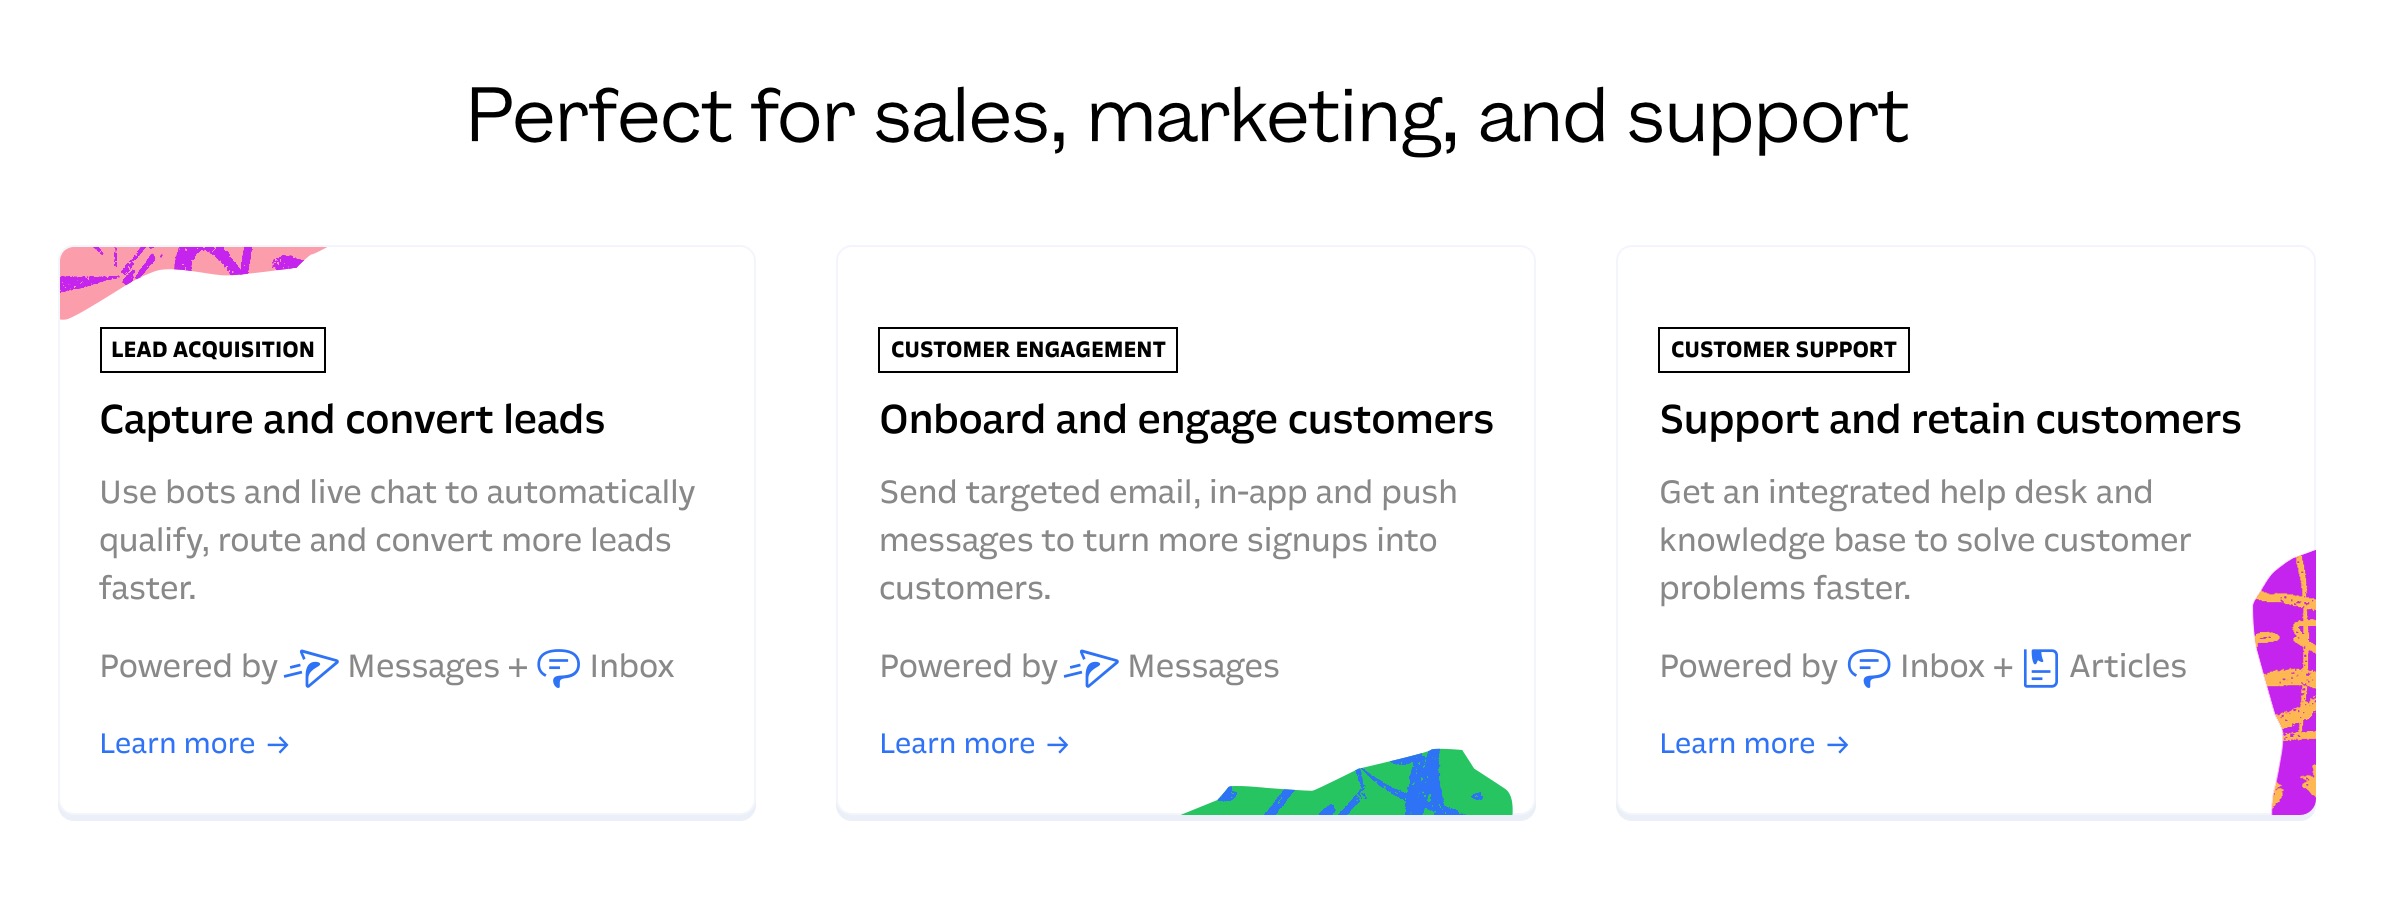 Perfect for sales, marketing, and support
LEAD ACQUISITION
Capture and convert leads
Use bots and live chat to automatically
qualify, route and convert more leads
faster.
Powered by Messages + Inbox
Learn more →
CUSTOMER ENGAGEMENT
Onboard and engage customers
Send targeted email, in-app and push
messages to turn more signups into
customers.
Powered by Messages
Learn more →
CUSTOMER SUPPORT
Support and retain customers
Get an integrated help desk and
knowledge base to solve customer
problems faster.
Powered by Inbox + Articles
Learn more →